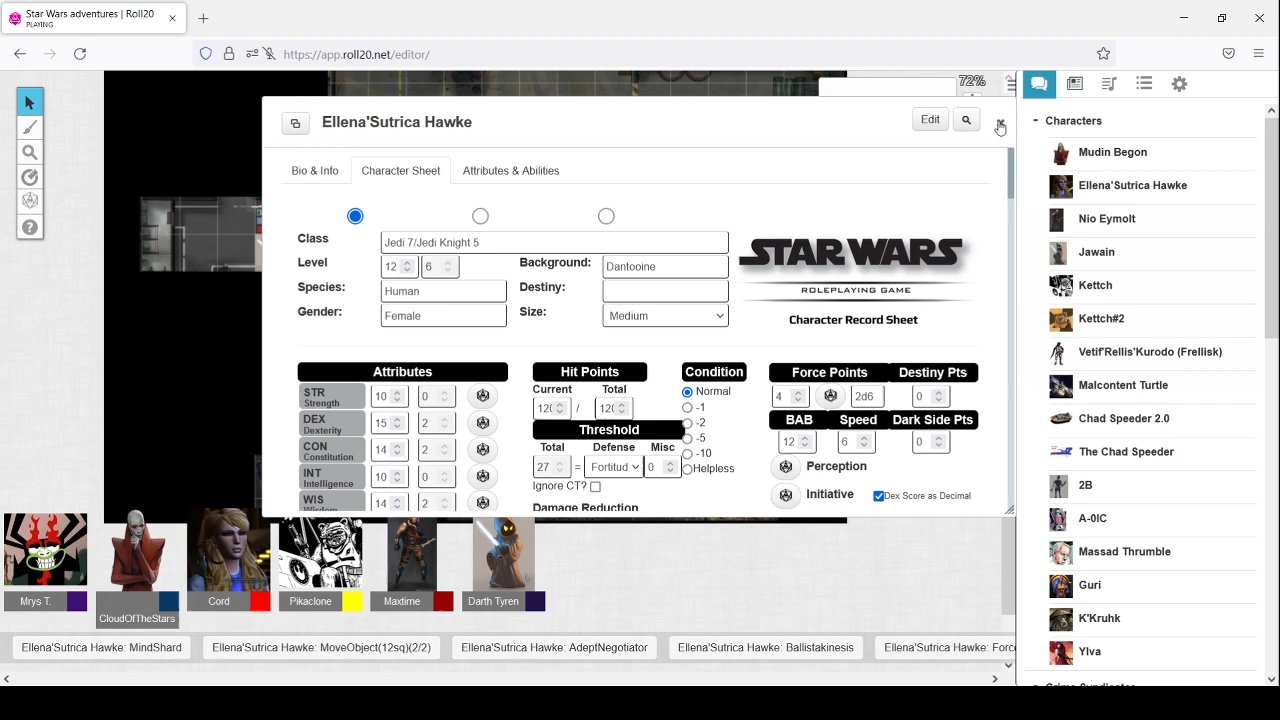 Star Wars adventures | Roll20
PLAYING
https://app.roll20.net/editor/
72%
Ellena'Sutrica Hawke
Edit
Bio & Info
Character Sheet
Attributes & Abilities
Class
Jedi 7/Jedi Knight 5
Level
12
6
Background:
Dantooine
Species:
Human
Destiny:
Gender:
Female
Size:
Medium
STAR WARS
ROLEPLAYING GAME
Character Record Sheet
Attributes
STR
Strength
10
0
DEX
Dexterity
15
2
CON
Constitution
14
2
INT
Intelligence
10
0
WIS
Wisdom
14
2
Hit Points
Current
Total
12(
/
12(
Threshold
Total
Defense
Misc
27
=
Fortitud
0
Ignore CT?
Damage Reduction
Condition
Normal
-1
-2
-5
-10
Helpless
Force Points
Destiny Pts
4
2d6
0
BAB
Speed
Dark Side Pts
12
6
0
Perception
Initiative
Dex Score as Decimal
Mrys T.
CloudOfTheStars
Cord
Pikaclone
Maxtime
Darth Tyren
Ellena'Sutrica Hawke: MindShard
Ellena'Sutrica Hawke: AdeptNegotiator
Ellena'Sutrica Hawke: Ballistakinesis
Ellena'Sutrica Hawke: Force
Characters
Mudin Begon
Ellena'Sutrica Hawke
Nio Eymolt
Jawain
Kettch
Kettch#2
Vetif'Rellis'Kurodo (Frellisk)
Malcontent Turtle
Chad Speeder 2.0
The Chad Speeder
2B
A-0IC
Massad Thrumble
Guri
K'Kruhk
Ylva